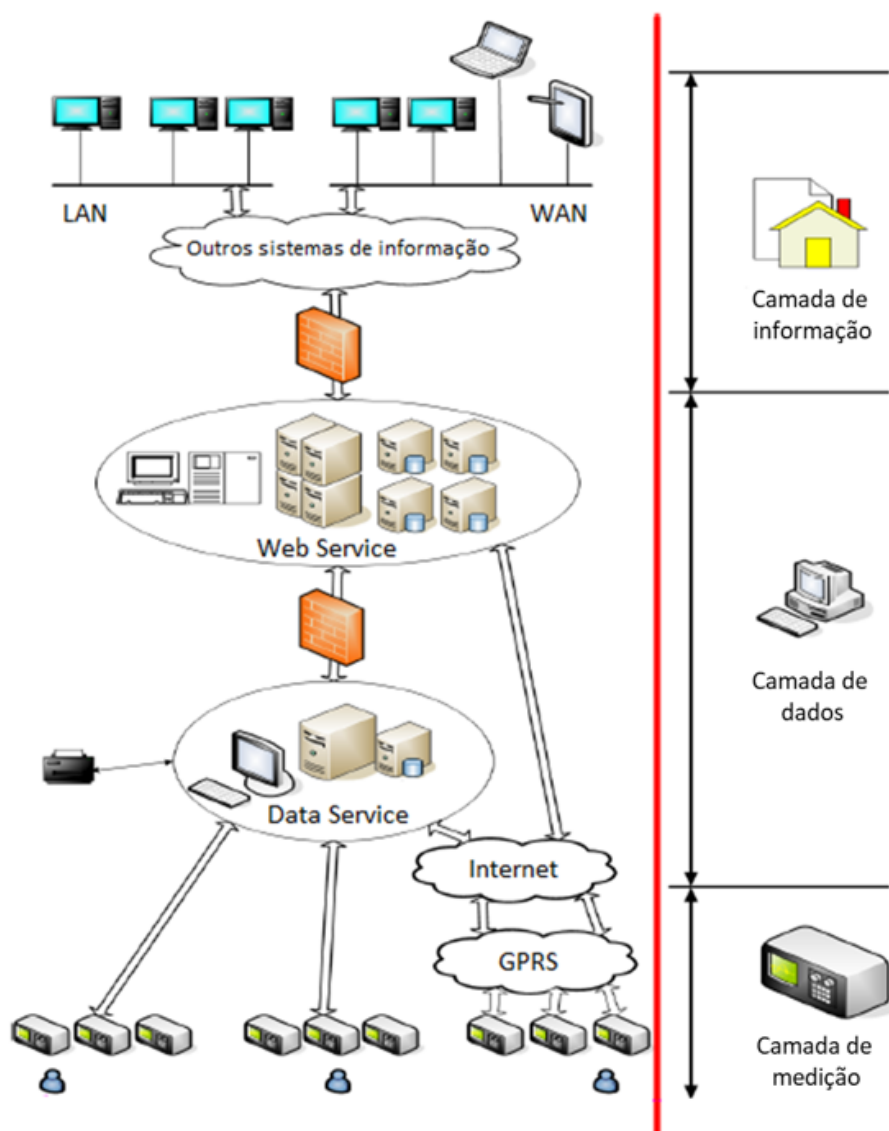 LAN
WAN
Outros sistemas de informação
Camada de
informação
Web Service
Camada de
dados
Data Service
Internet
GPRS
Camada de
medição